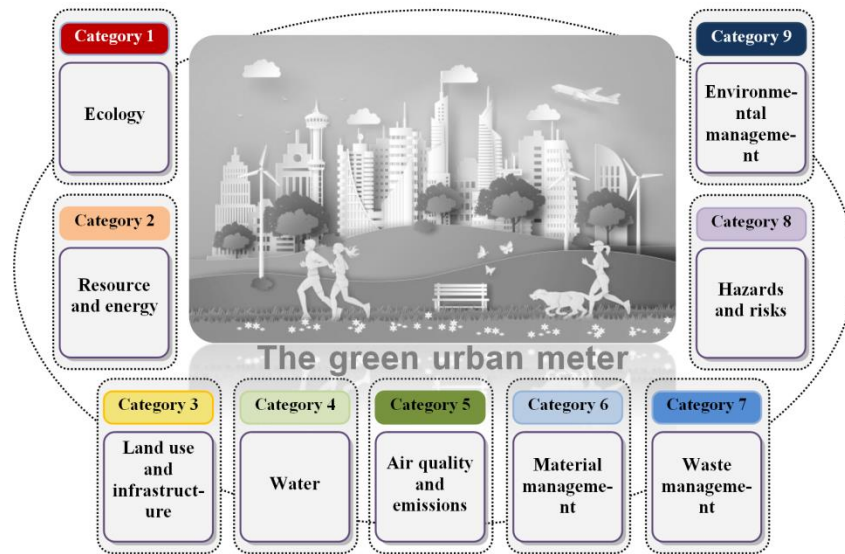 Category 1
Ecology
Category 2
Resource
and energy
Category 3
Land use
and
infrastruct-
ure
Category 4
Water
Category 5
Air quality
and
emissions
Category 6
Material
manageme-
nt
Category 7
Waste
manageme-
nt
Category 8
Hazards
and risks
Category 9
Environme-
ntal
manageme-
nt
The green urban meter